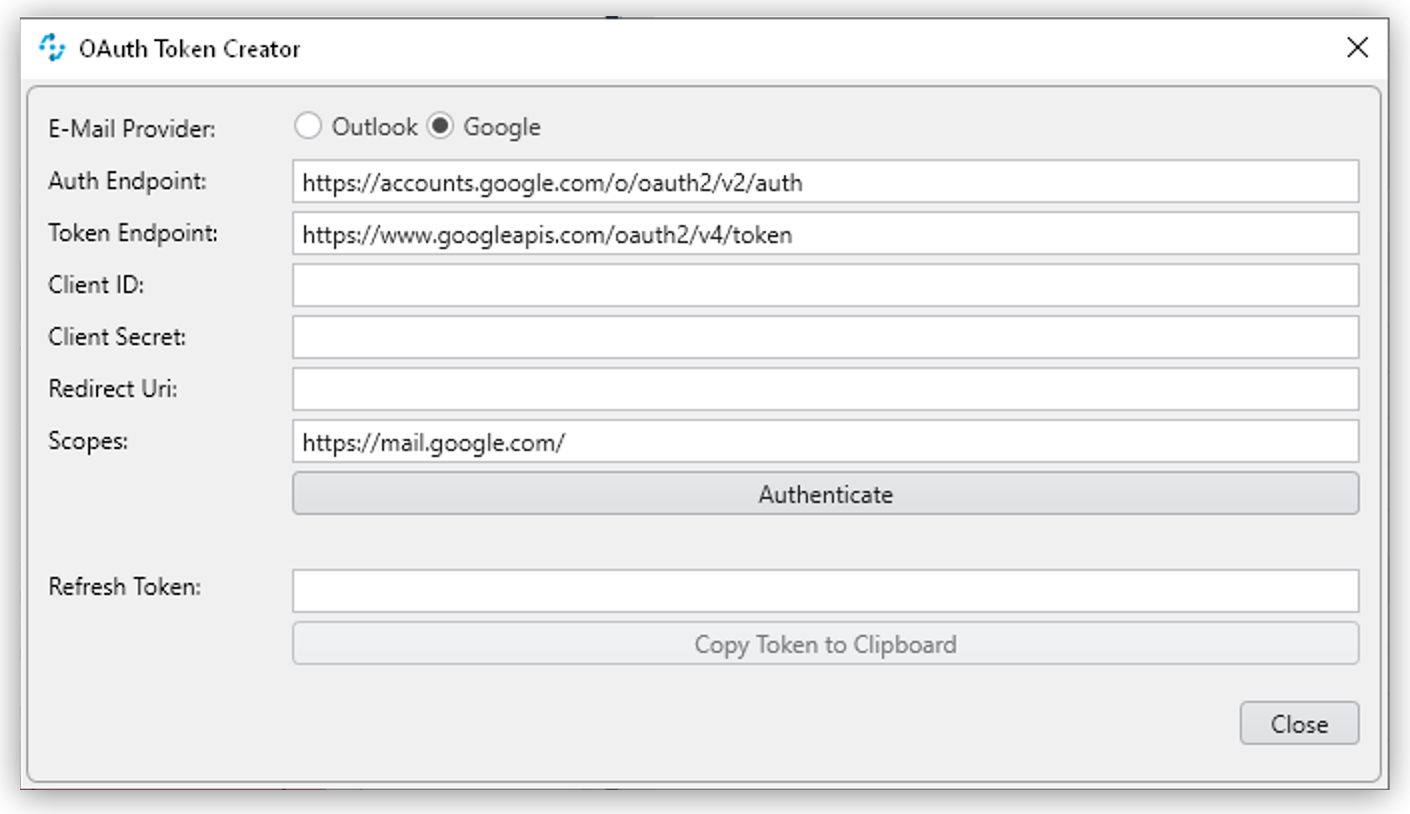 OAuth Token Creator
E-Mail Provider: Outlook Google
Auth Endpoint: https://accounts.google.com/o/oauth2/v2/auth
Token Endpoint: https://www.googleapis.com/oauth2/v4/token
Client ID:
Client Secret:
Redirect Uri:
Scopes: https://mail.google.com/
Authenticate
Refresh Token:
Copy Token to Clipboard
Close